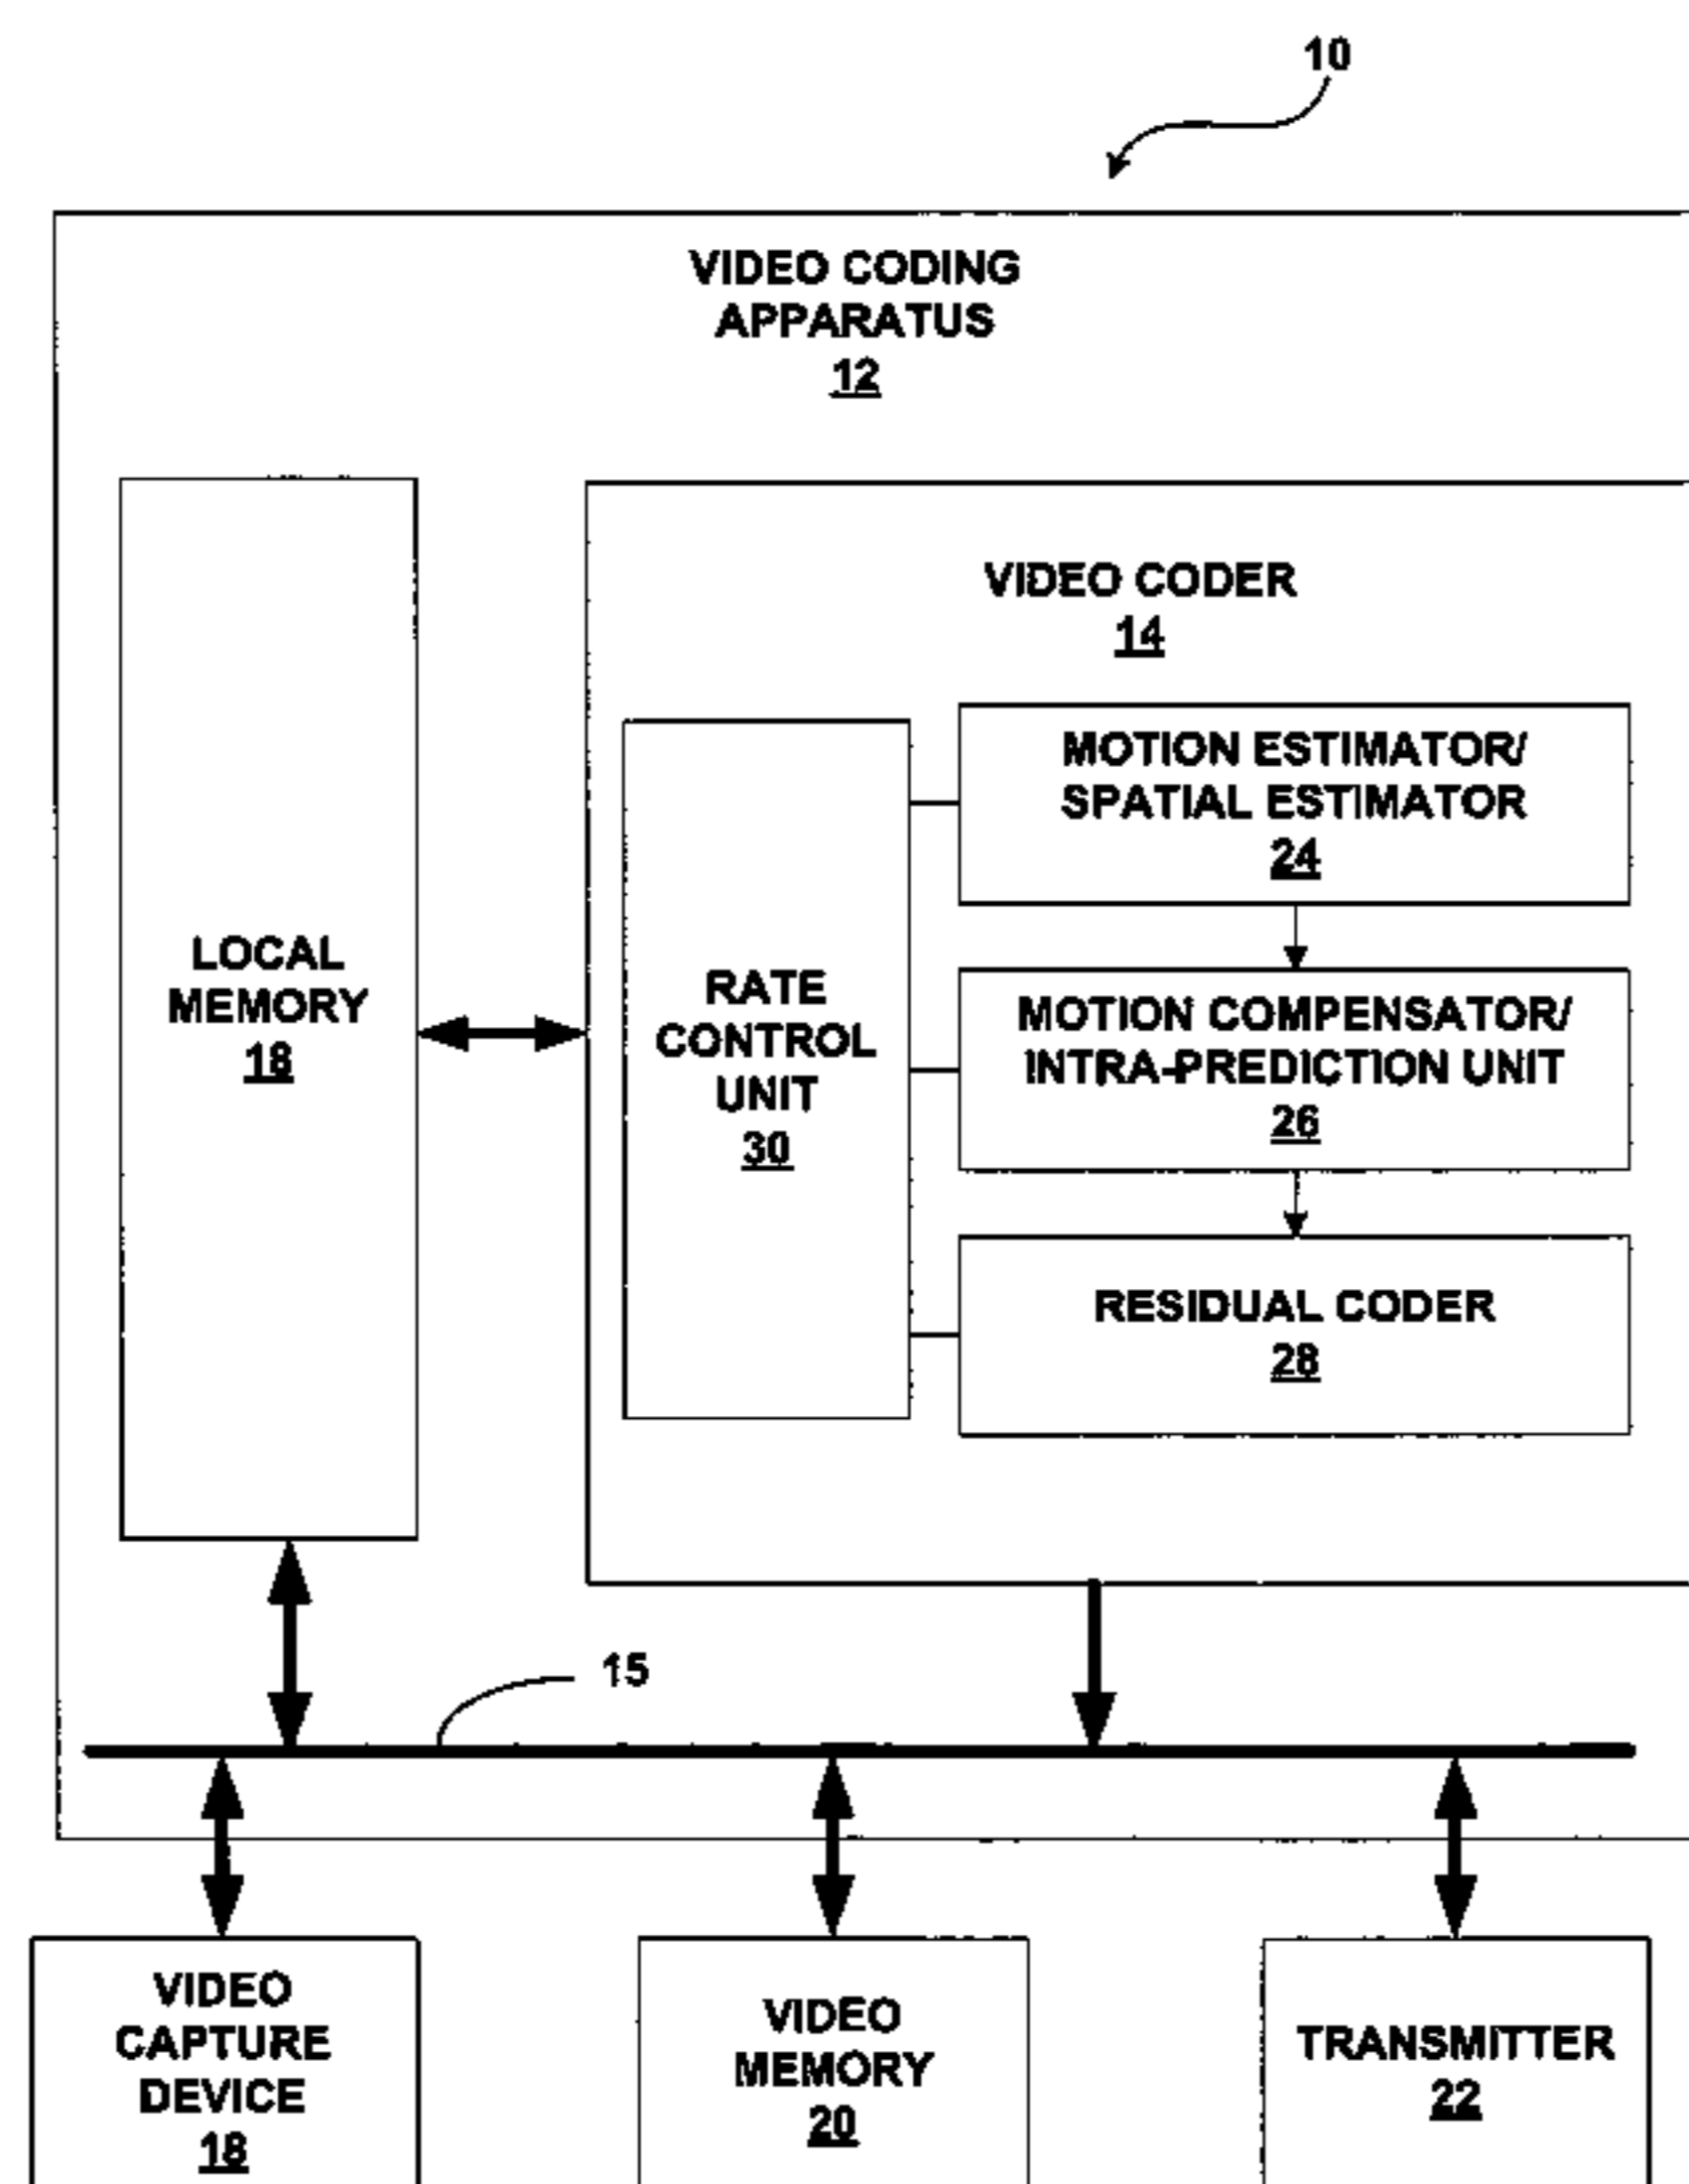 10
VIDEO CODING
APPARATUS
12
VIDEO CODER
14
MOTION ESTIMATOR/
SPATIAL ESTIMATOR
24
LOCAL
MEMORY
18
RATE
CONTROL
UNIT
30
MOTION COMPENSATOR/
INTRA-PREDICTION UNIT
26
RESIDUAL CODER
28
15
VIDEO
CAPTURE
DEVICE
18
VIDEO
MEMORY
20
TRANSMITTER
22